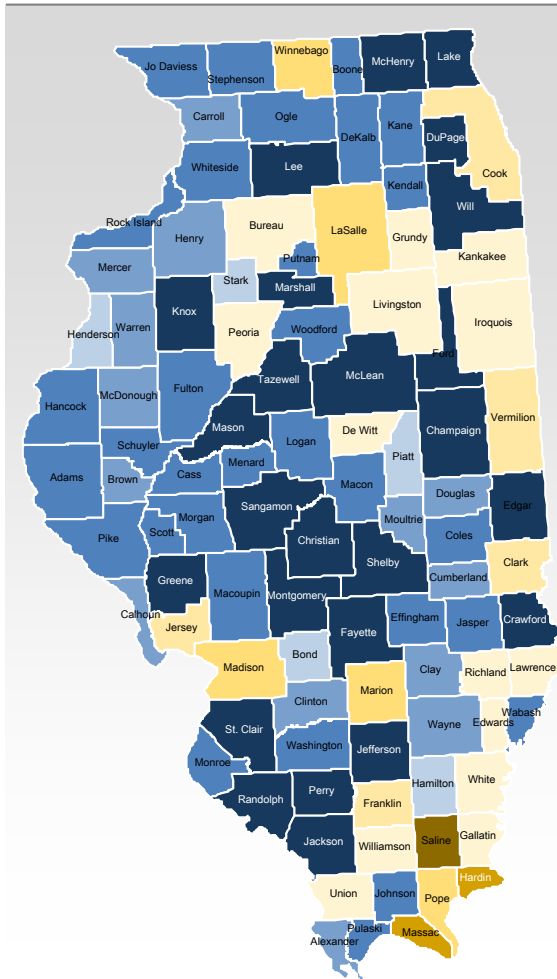 Jo Daviess
Stephenson
Winnebago
Boone
McHenry
Lake
Carroll
Ogle
DeKalb
Kane
DuPage
Cook
Whiteside
Lee
Kendall
Will
Rock Island
Henry
Bureau
LaSalle
Grundy
Kankakee
Mercer
Putnam
Stark
Marshall
Livingston
Iroquois
Henderson
Warren
Knox
Peoria
Woodford
Ford
Hancock
McDonough
Fulton
Tazewell
McLean
Vermilion
Mason
Logan
De Witt
Champaign
Schuyler
Piatt
Adams
Brown
Cass
Menard
Macon
Douglas
Edgar
Sangamon
Pike
Scott
Morgan
Christian
Moultrie
Coles
Shelby
Clark
Greene
Macoupin
Montgomery
Cumberland
Calhoun
Jersey
Fayette
Effingham
Jasper
Crawford
Madison
Bond
Marion
Clay
Richland
Lawrence
Clinton
Wayne
Edwards
Wabash
St. Clair
Washington
Jefferson
Monroe
Hamilton
White
Randolph
Perry
Franklin
Jackson
Williamson
Saline
Gallatin
Union
Johnson
Pope
Hardin
Alexander
Pulaski
Massac